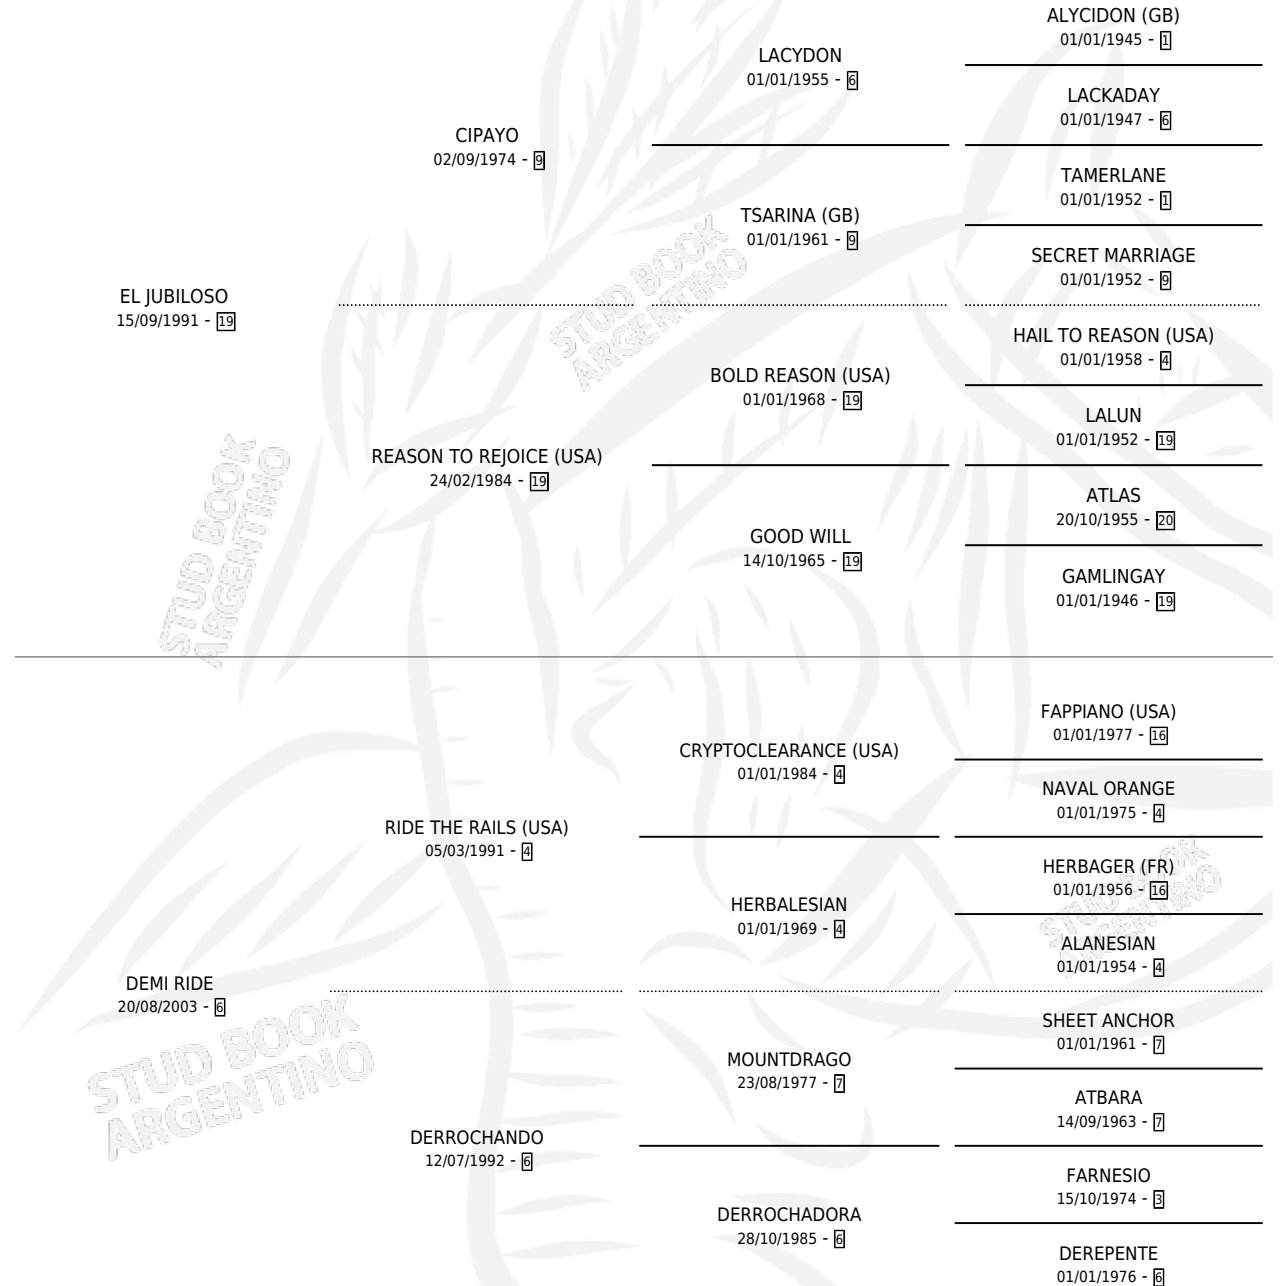 ALYCIDON (GB)
01/01/1945 - 1
LACYDON
01/01/1955 - 6
LACKADAY
01/01/1947 - 6
CIPAYO
02/09/1974 - 9
TAMERLANE
01/01/1952 - 1
TSARINA (GB)
01/01/1961 - 9
SECRET MARRIAGE
01/01/1952 - 9
EL JUBILOSO
15/09/1991 - 19
HAIL TO REASON (USA)
01/01/1958 - 4
BOLD REASON (USA)
01/01/1968 - 19
LALUN
01/01/1952 - 19
REASON TO REJOICE (USA)
24/02/1984 - 19
ATLAS
20/10/1955 - 20
GOOD WILL
14/10/1965 - 19
GAMLINGAY
01/01/1946 - 19
FAPPIANO (USA)
01/01/1977 - 16
CRYPTOCLEARANCE (USA)
01/01/1984 - 4
NAVAL ORANGE
01/01/1975 - 4
RIDE THE RAILS (USA)
05/03/1991 - 4
HERBAGER (FR)
01/01/1956 - 16
HERBALESIAN
01/01/1969 - 4
ALANESIAN
01/01/1954 - 4
DEMI RIDE
20/08/2003 - 6
SHEET ANCHOR
01/01/1961 - 7
MOUNTDRAGO
23/08/1977 - 7
ATBARA
14/09/1963 - 7
DERROCHANDO
12/07/1992 - 6
FARNESIO
15/10/1974 - 3
DERROCHADORA
28/10/1985 - 6
DEREPENTE
01/01/1976 - 6
STUD BOOK
ARGENTINO
STUD BOOK
ARGENTINO
STUD BOOK
ARGENTINO
STUD BOOK
ARGENTINO